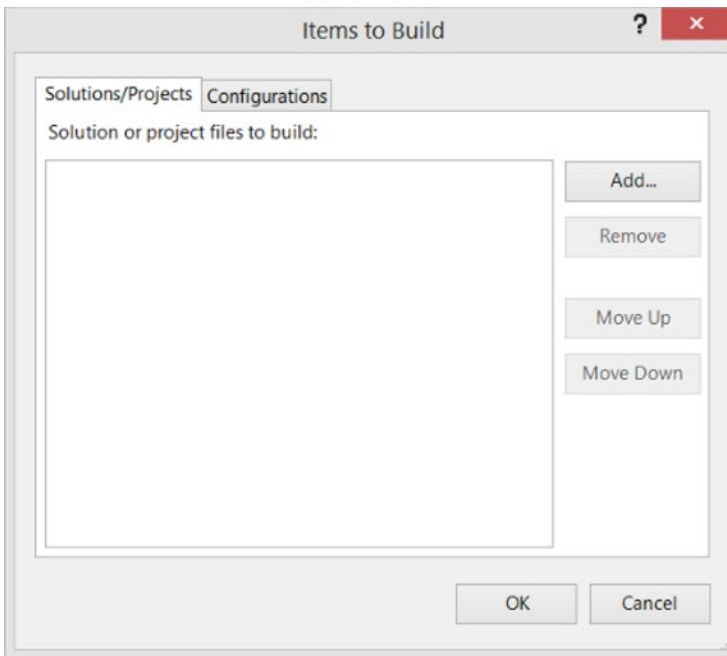 Items to Build
?
×
Solutions/Projects Configurations
Solution or project files to build:
Add...
Remove
Move Up
Move Down
OK Cancel